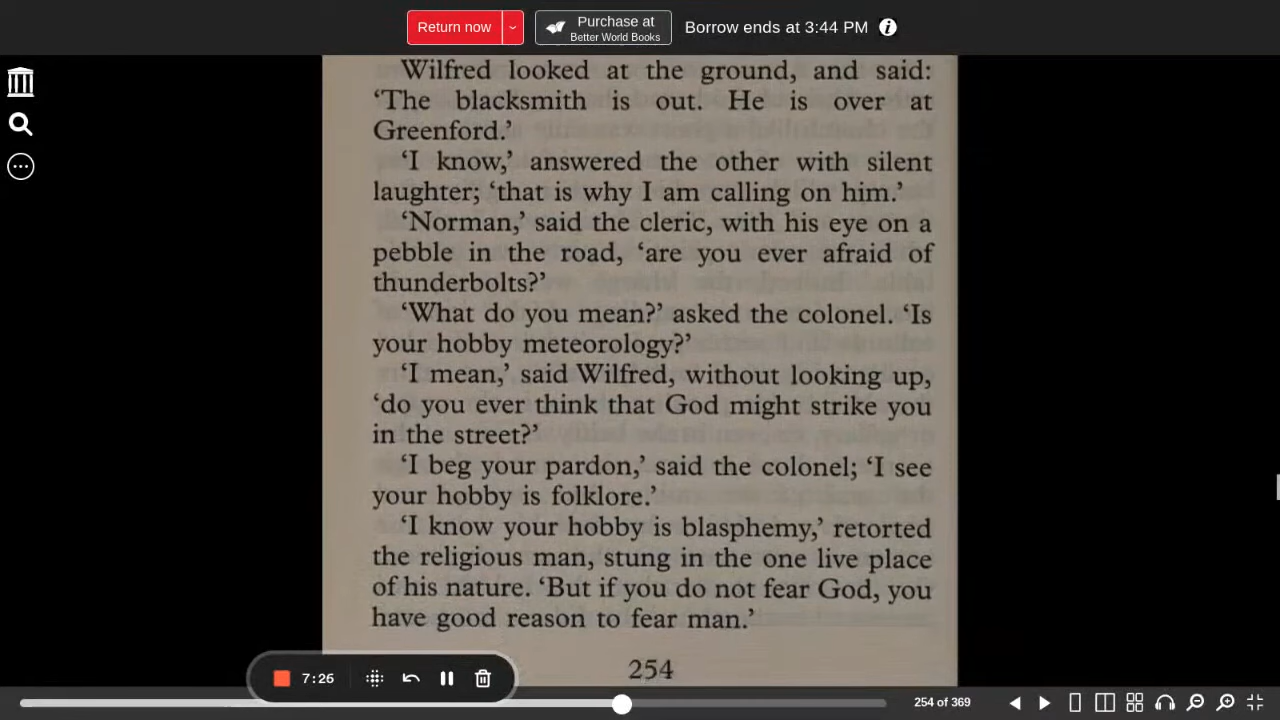 Return now
Purchase at
Better World Books
Borrow ends at 3:44 PM
Wilfred looked at the ground, and said:
‘The blacksmith is out. He is over at
Greenford.’
‘I know,’ answered the other with silent
laughter; ‘that is why I am calling on him.’
‘Norman,’ said the cleric, with his eye on a
pebble in the road, ‘are you ever afraid of
thunderbolts?’
‘What do you mean?’ asked the colonel. ‘Is
your hobby meteorology?’
‘I mean,’ said Wilfred, without looking up,
‘do you ever think that God might strike you
in the street?’
‘I beg your pardon,’ said the colonel; ‘I see
your hobby is folklore.’
‘I know your hobby is blasphemy,’ retorted
the religious man, stung in the one live place
of his nature. ‘But if you do not fear God, you
have good reason to fear man.’
254
7:26
254 of 369